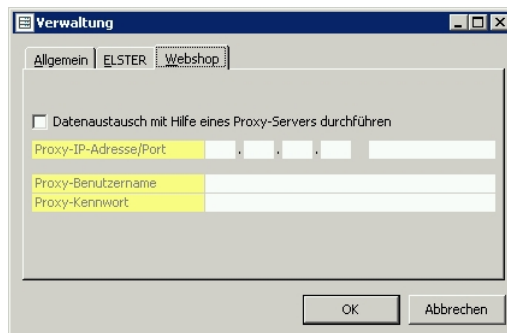 Verwaltung
Allgemein ELSTER Webshop
Datenaustausch mit Hilfe eines Proxy-Servers durchführen
Proxy-IP-Adresse/Port . . .
Proxy-Benutzername
Proxy-Kennwort
OK Abbrechen